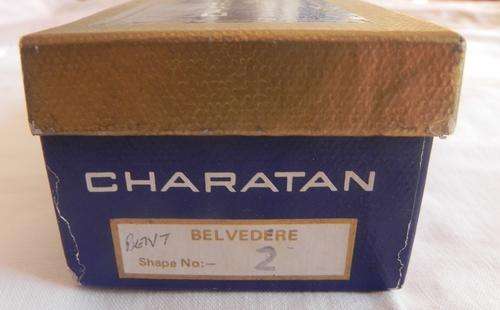 CHARATAN
BENT BELVEDERE
Shape No:- 2